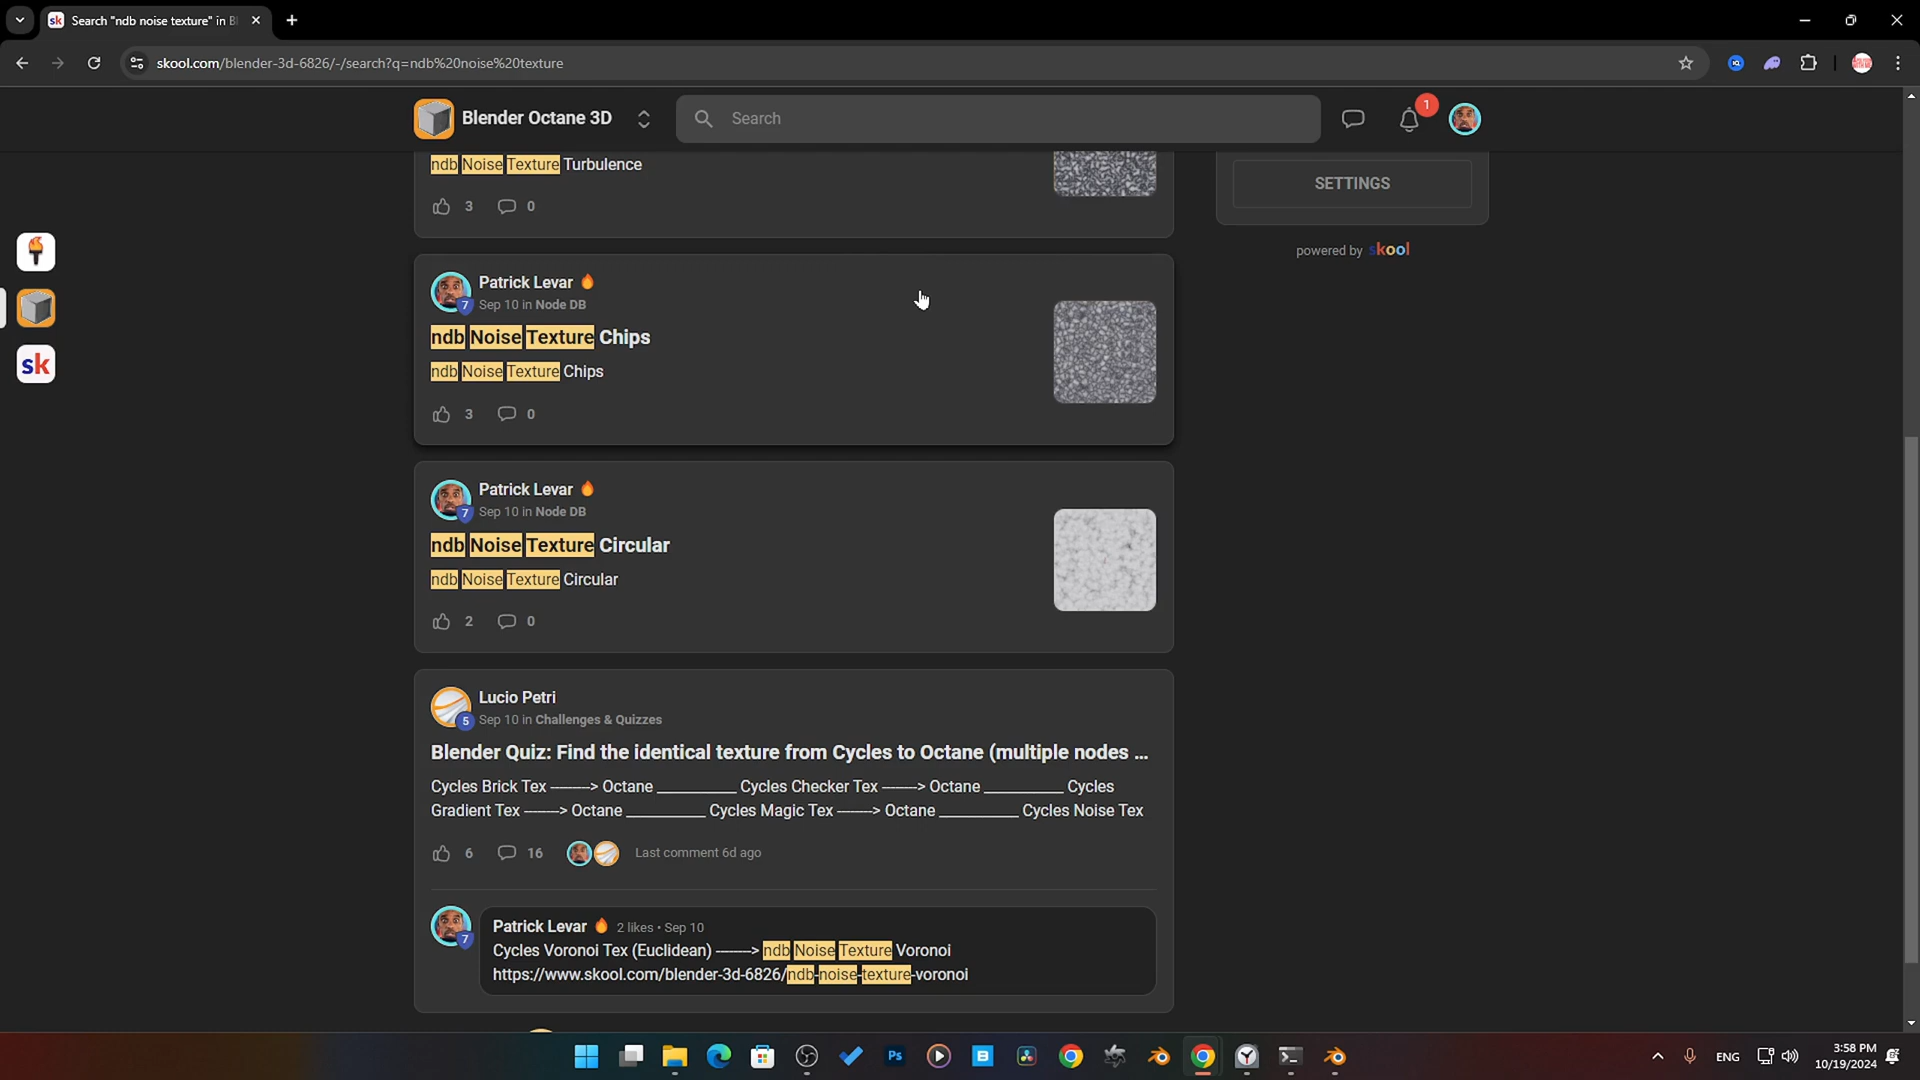 Search "ndb noise texture" in B
skool.com/blender-3d-6826/-/search?q=ndb%20noise%20texture
Blender Octane 3D
Search
1
ndb Noise Texture Turbulence
3 0
SETTINGS
powered by skool
Patrick Levar
7
Sep 10 in Node DB
ndb Noise Texture Chips
ndb Noise Texture Chips
3 0
sk
Patrick Levar
7
Sep 10 in Node DB
ndb Noise Texture Circular
ndb Noise Texture Circular
2 0
Lucio Petri
5
Sep 10 in Challenges & Quizzes
Blender Quiz: Find the identical texture from Cycles to Octane (multiple nodes ...
Cycles Brick Tex --------> Octane __________ Cycles Checker Tex -------> Octane __________ Cycles
Gradient Tex -------> Octane __________ Cycles Magic Tex -------> Octane __________ Cycles Noise Tex
6 16 Last comment 6d ago
Patrick Levar 2 likes • Sep 10
7
Cycles Voronoi Tex (Euclidean) -------> ndb Noise Texture Voronoi
https://www.skool.com/blender-3d-6826/ndb-noise-texture-voronoi
ENG
3:58 PM
10/19/2024